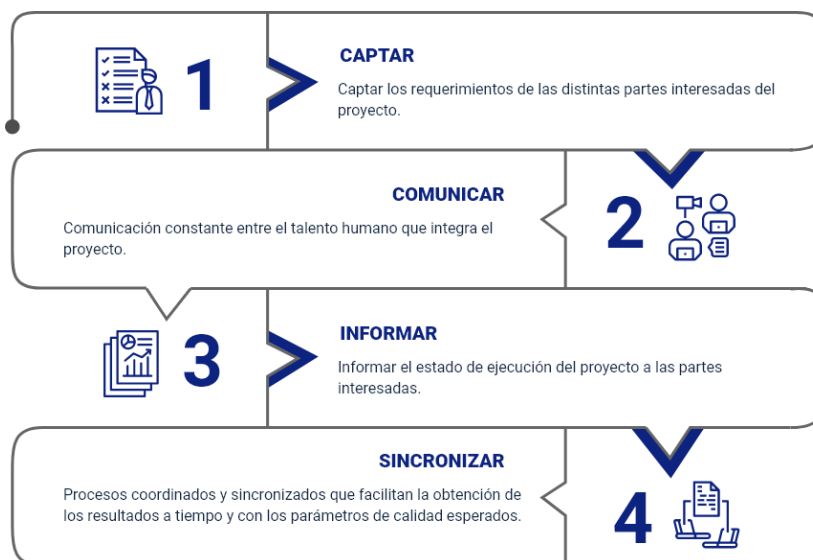 1
CAPTAR
Captar los requerimientos de las distintas partes interesadas del
proyecto.
COMUNICAR
Comunicación constante entre el talento humano que integra el
proyecto.
2
3
INFORMAR
Informar el estado de ejecución del proyecto a las partes
interesadas.
SINCRONIZAR
Procesos coordinados y sincronizados que facilitan la obtención de
los resultados a tiempo y con los parámetros de calidad esperados.
4